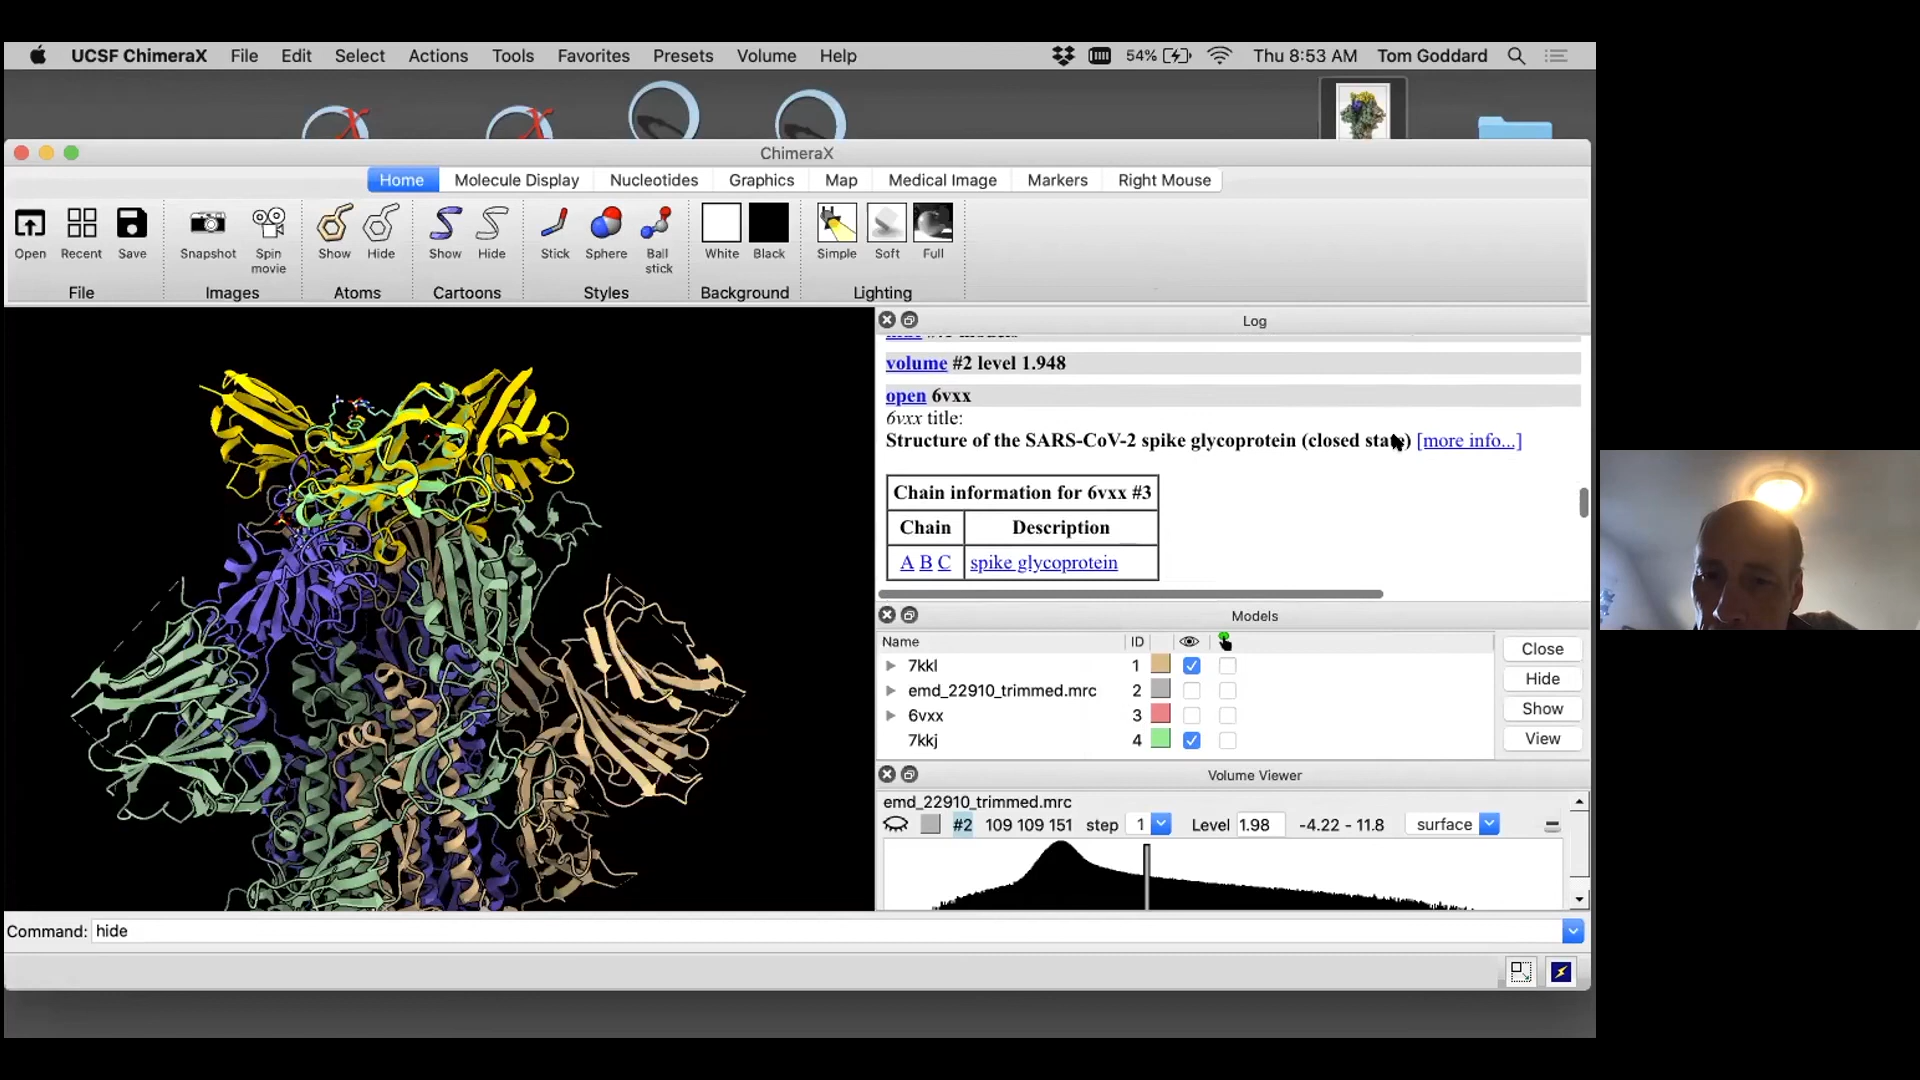 UCSF ChimeraX File Edit Select Actions Tools Favorites Presets Volume Help 54% Thu 8:53 AM Tom Goddard
ChimeraX
Home Molecule Display Nucleotides Graphics Map Medical Image Markers Right Mouse
Open Recent Save Snapshot Spin movie Show Hide Show Hide Stick Sphere Ball stick White Black Simple Soft Full
File Images Atoms Cartoons Styles Background Lighting
Log
volume #2 level 1.948
open 6vxx
6vxx title:
Structure of the SARS-CoV-2 spike glycoprotein (closed state) [more info...]
Chain information for 6vxx #3
Chain Description
A B C spike glycoprotein
Models
Name ID
7kkl 1
emd_22910_trimmed.mrc 2
6vxx 3
7kkj 4
Close
Hide
Show
View
Volume Viewer
emd_22910_trimmed.mrc
#2 109 109 151 step 1 Level 1.98 -4.22 - 11.8 surface
Command: hide